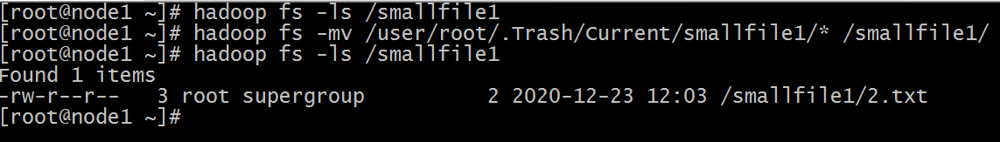 [root@node1 ~]# hadoop fs -ls /smallfile1
[root@node1 ~]# hadoop fs -mv /user/root/.Trash/Current/smallfile1/* /smallfile1/
[root@node1 ~]# hadoop fs -ls /smallfile1
Found 1 items
-rw-r--r--   3 root supergroup          2 2020-12-23 12:03 /smallfile1/2.txt
[root@node1 ~]#